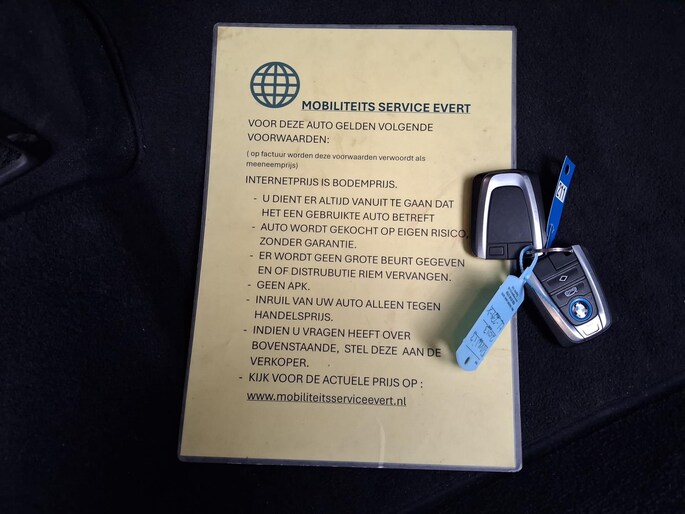 MOBILITEITS SERVICE EVERT
VOOR DEZE AUTO GELDEN VOLGENDE
VOORWAARDEN:
( op factuur worden deze voorwaarden verwoordt als
meeneemprijs)
INTERNETPRIJS IS BODEMPRIJS.
- U DIENT ER ALTIJD VANUIT TE GAAN DAT
HET EEN GEBRUIKTE AUTO BETREFT
- AUTO WORDT GEKOCHT OP EIGEN RISICO,
ZONDER GARANTIE.
- ER WORDT GEEN GROTE BEURT GEGEVEN
EN OF DISTRUBUTIE RIEM VERVANGEN.
- GEEN APK.
- INRUIL VAN UW AUTO ALLEEN TEGEN
HANDELSPRIJS.
- INDIEN U VRAGEN HEEFT OVER
BOVENSTAANDE, STEL DEZE AAN DE
VERKOPER.
- KIJK VOOR DE ACTUELE PRIJS OP :
www.mobiliteitsserviceevert.nl
211